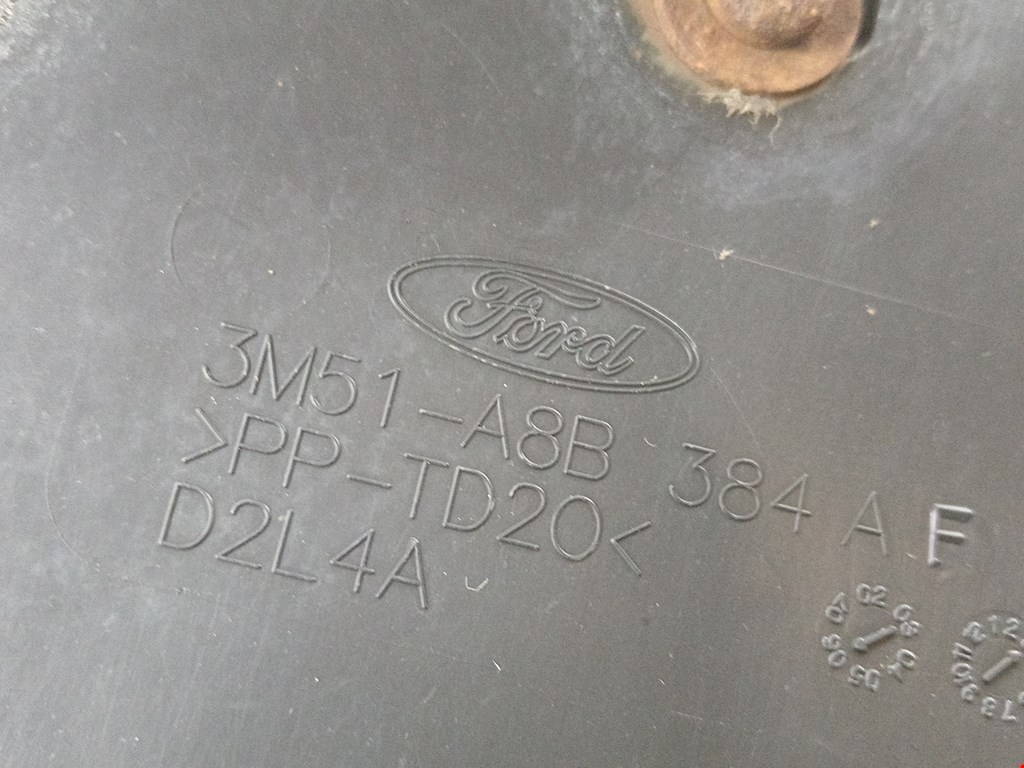 Ford
3M51-A8B 384 AF
>PP-TD20<
D2L4A